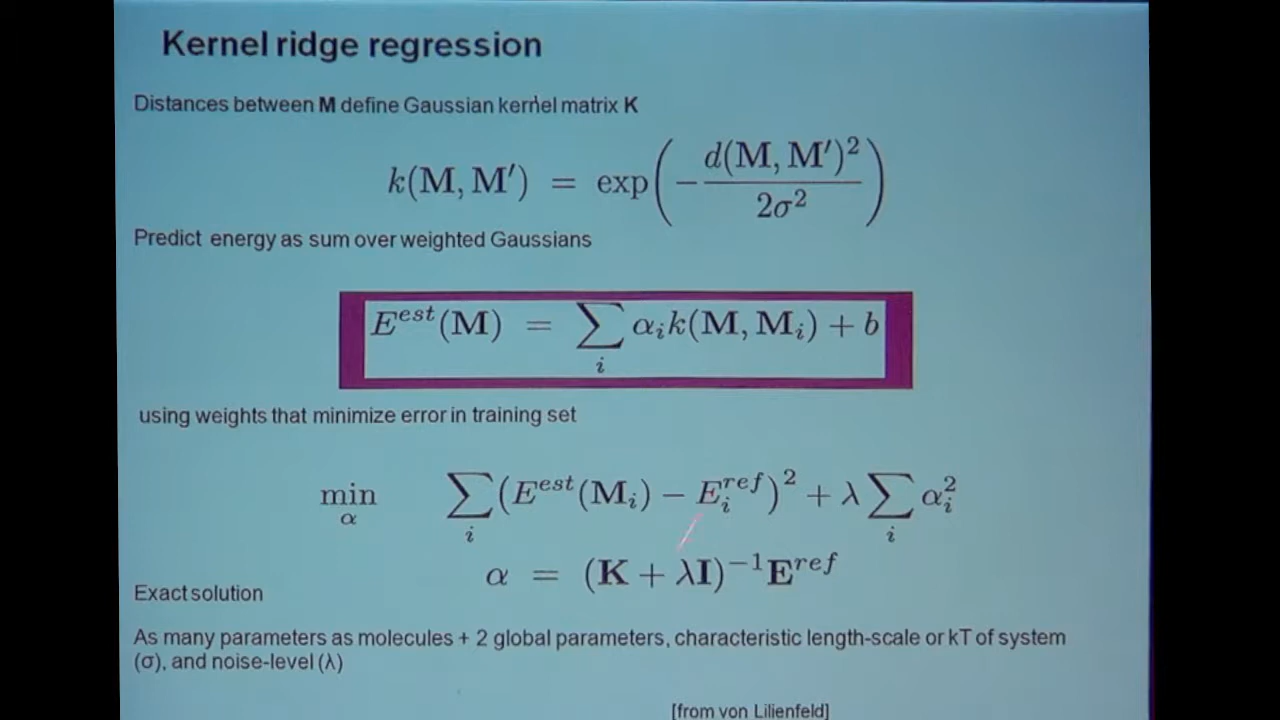 Kernel ridge regression
Distances between M define Gaussian kernel matrix K
k(M, M′) = exp(−d(M, M′)²/2σ²)
Predict energy as sum over weighted Gaussians
E^{est}(M) = ∑_i α_i k(M, M_i) + b
using weights that minimize error in training set
min_α ∑_i (E^{est}(M_i) − E_i^{ref})² + λ ∑_i α_i²
α = (K + λI)^{−1} E^{ref}
Exact solution
As many parameters as molecules + 2 global parameters, characteristic length-scale or kT of system
(σ), and noise-level (λ)
[from von Lilienfeld]